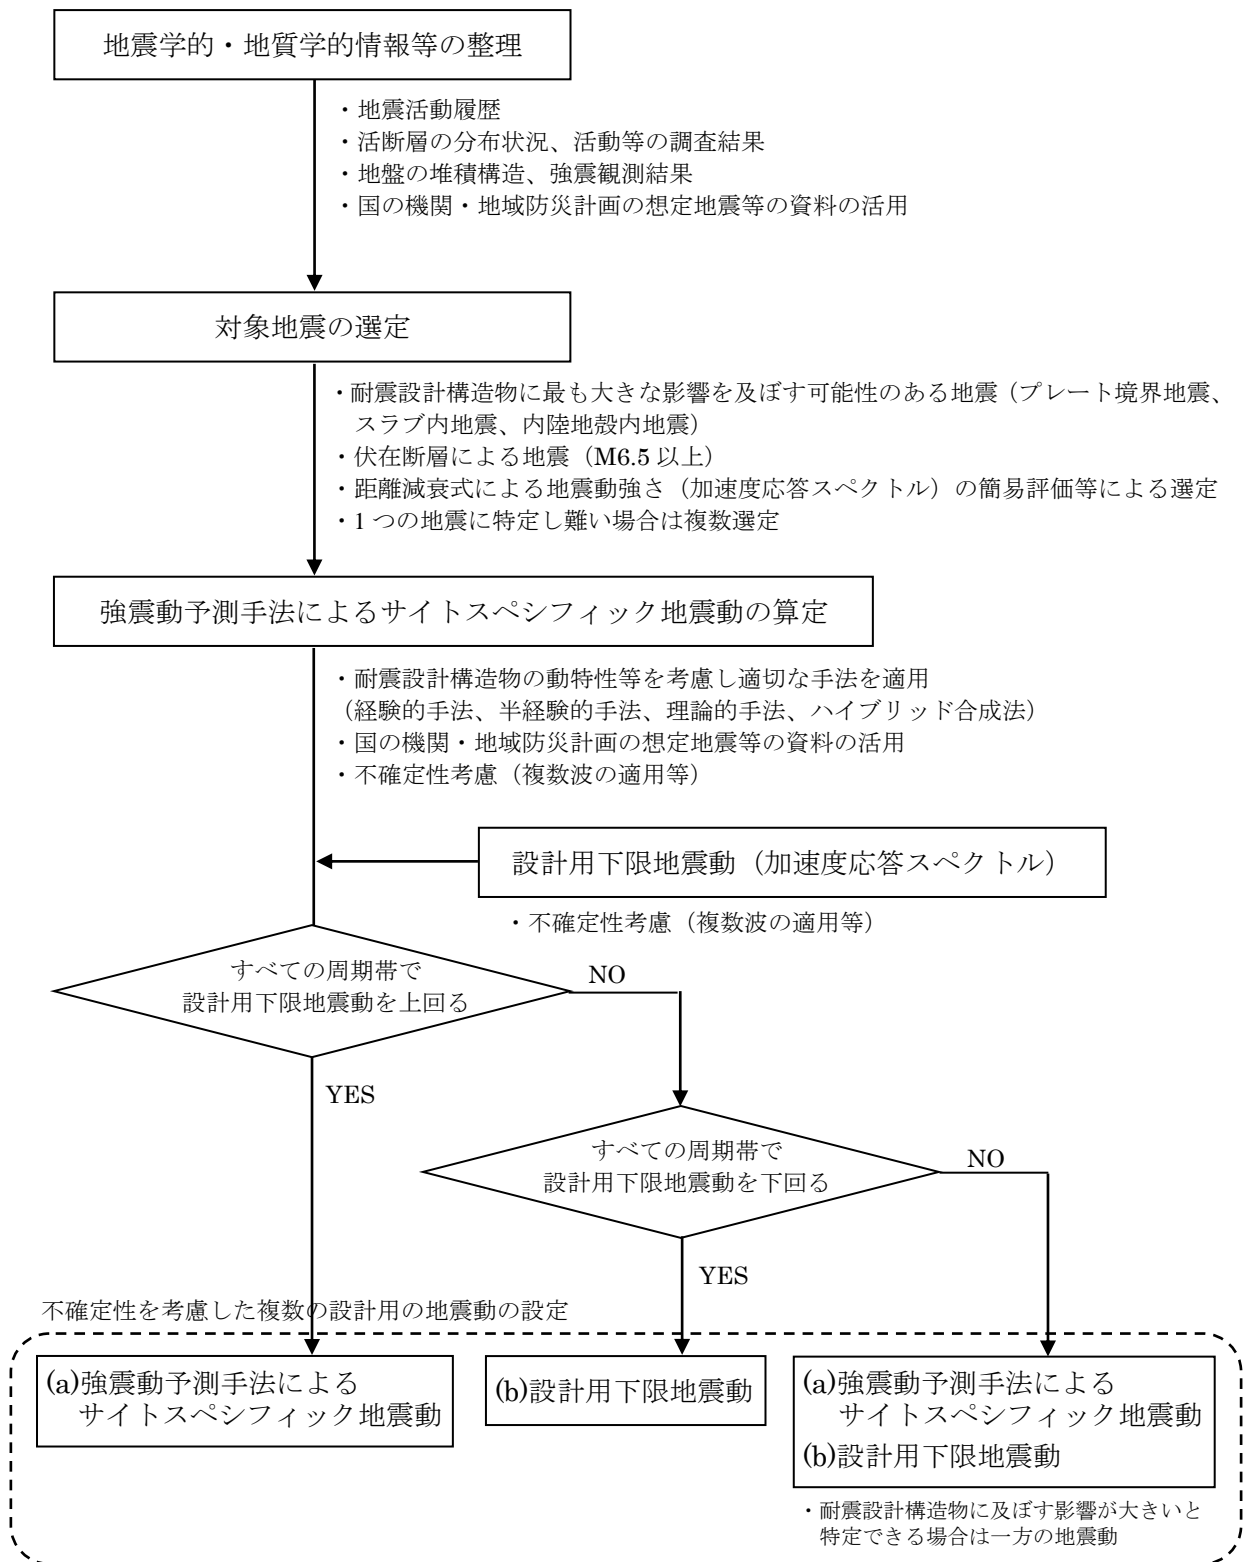 地震学的・地質学的情報等の整理
・地震活動履歴
・活断層の分布状況、活動等の調査結果
・地盤の堆積構造、強震観測結果
・国の機関・地域防災計画の想定地震等の資料の活用
対象地震の選定
・耐震設計構造物に最も大きな影響を及ぼす可能性のある地震（プレート境界地震、
スラブ内地震、内陸地殻内地震）
・伏在断層による地震（M6.5 以上）
・距離減衰式による地震動強さ（加速度応答スペクトル）の簡易評価等による選定
・1 つの地震に特定し難い場合は複数選定
強震動予測手法によるサイトスペシフィック地震動の算定
・耐震設計構造物の動特性等を考慮し適切な手法を適用
（経験的手法、半経験的手法、理論的手法、ハイブリッド合成法）
・国の機関・地域防災計画の想定地震等の資料の活用
・不確定性考慮（複数波の適用等）
設計用下限地震動（加速度応答スペクトル）
・不確定性考慮（複数波の適用等）
すべての周期帯で
設計用下限地震動を上回る
NO
YES
すべての周期帯で
設計用下限地震動を下回る
NO
YES
不確定性を考慮した複数の設計用の地震動の設定
(a)強震動予測手法による
サイトスペシフィック地震動
(b)設計用下限地震動
(a)強震動予測手法による
サイトスペシフィック地震動
(b)設計用下限地震動
・耐震設計構造物に及ぼす影響が大きいと
特定できる場合は一方の地震動